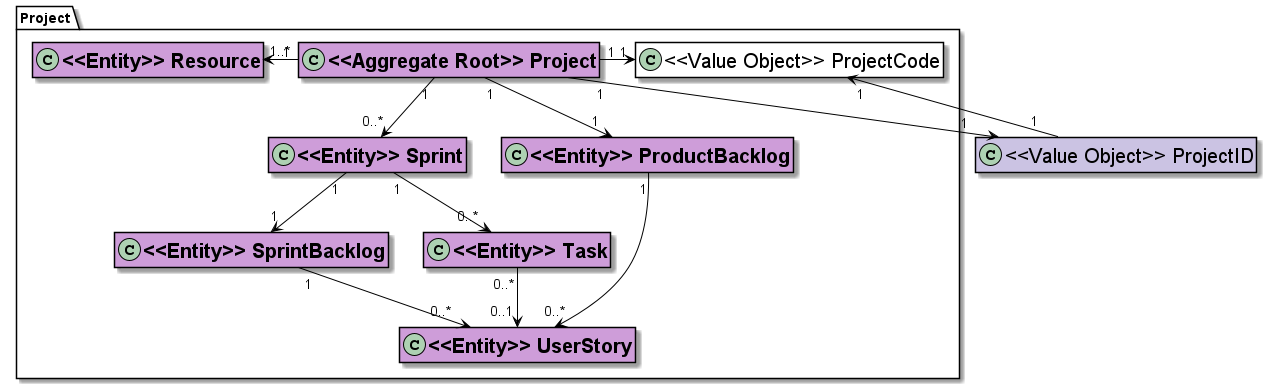 Project
C <<Entity>> Resource
1..*
1
C <<Aggregate Root>> Project
1
1
C <<Value Object>> ProjectCode
1
1
1
1
0..*
1
1
1
C <<Entity>> Sprint
C <<Entity>> ProductBacklog
C <<Value Object>> ProjectID
1
1
1
1
0..*
C <<Entity>> SprintBacklog
C <<Entity>> Task
1
0..*
0..*
0..1
0..*
C <<Entity>> UserStory